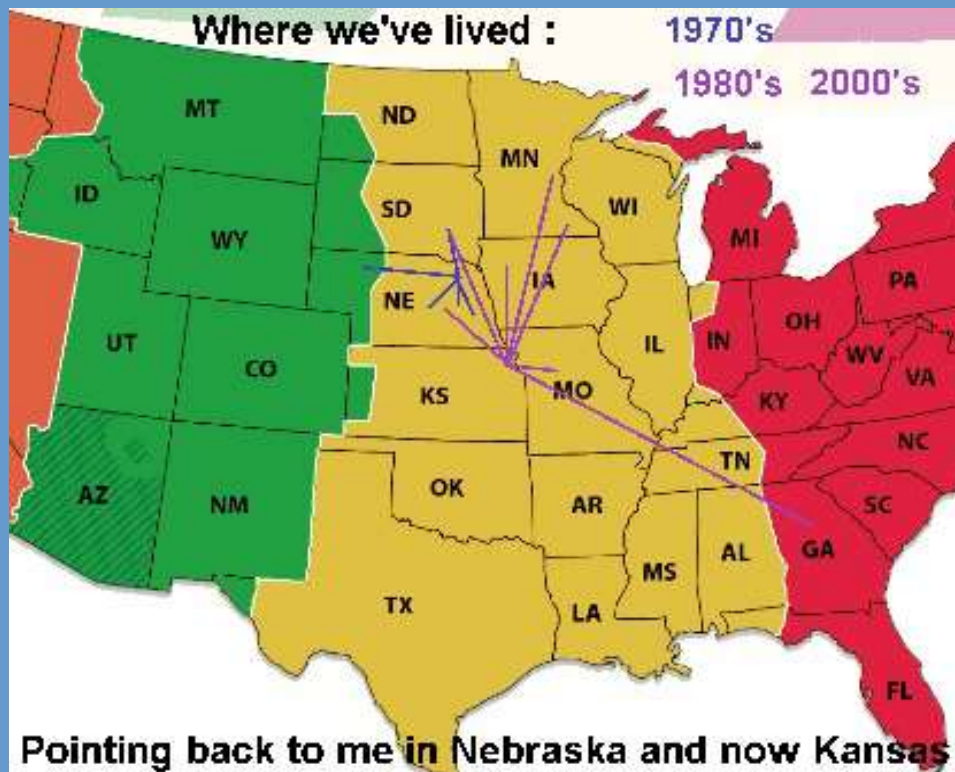 Where we've lived : 1970's
1980's 2000's
MT
ND
MN
ID
SD
WI
WY
MI
NE
IA
PA
UT
CO
IL
IN
OH
WV
VA
KS
MO
KY
NC
AZ
NM
OK
AR
TN
SC
TX
LA
MS
AL
GA
FL
Pointing back to me in Nebraska and now Kansas